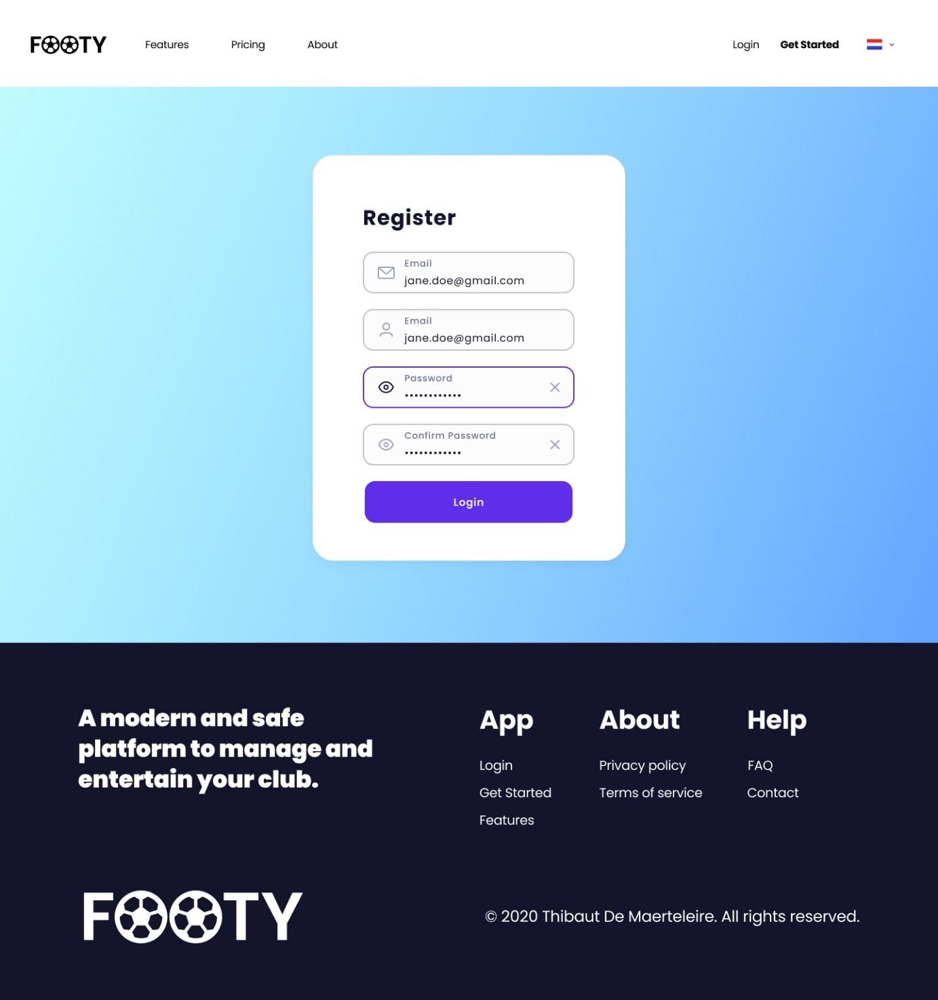 FOOTY
Features
Pricing
About
Login
Get Started
Register
Email
jane.doe@gmail.com
Email
jane.doe@gmail.com
Password
••••••••••••
Confirm Password
••••••••••••
Login
A modern and safe
platform to manage and
entertain your club.
App
Login
Get Started
Features
About
Privacy policy
Terms of service
Help
FAQ
Contact
FOOTY
© 2020 Thibaut De Maerteleire. All rights reserved.